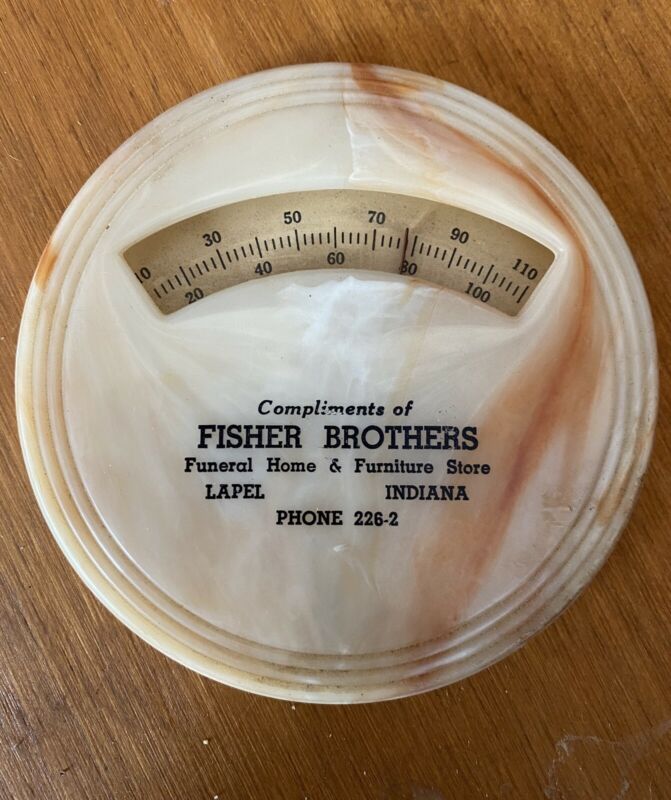 10 30 50 70 90 110
20 40 60 80 100
Compliments of
FISHER BROTHERS
Funeral Home & Furniture Store
LAPEL INDIANA
PHONE 226-2